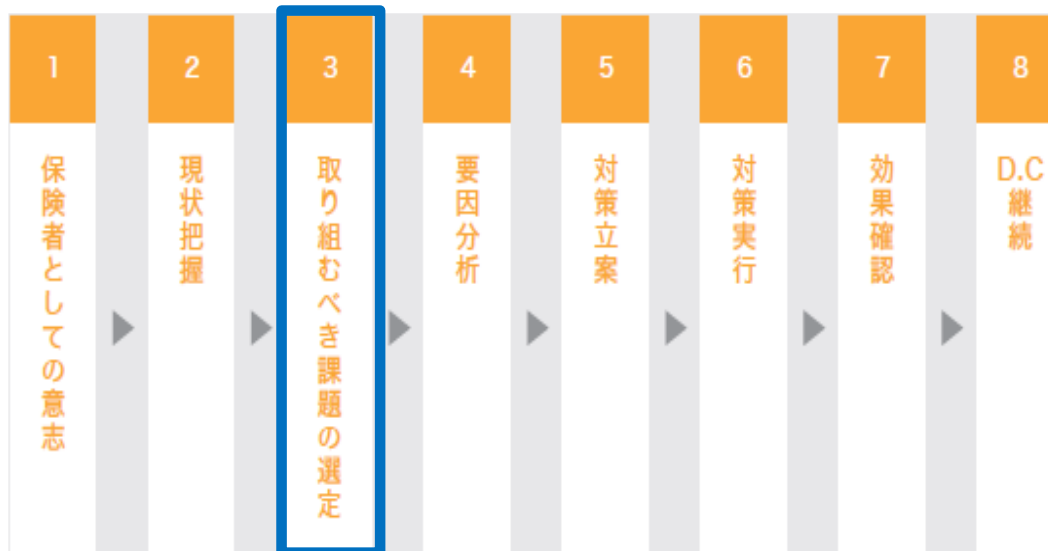 1
保険者としての意志
2
現状把握
3
取り組むべき課題の選定
4
要因分析
5
対策立案
6
対策実行
7
効果確認
8
D.C
継続